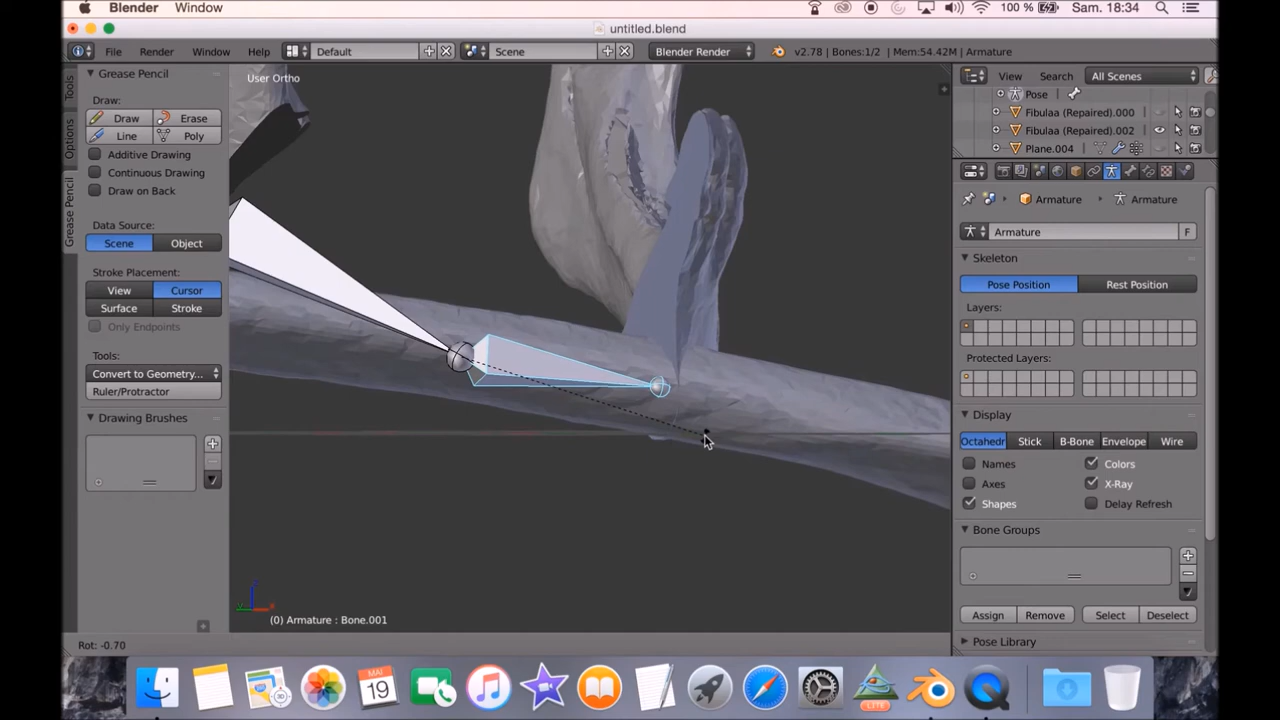 Blender Window 100 % Sam. 18:34
untitled.blend
File Render Window Help Default Scene Blender Render v2.78 | Bones:1/2 | Mem:54.42M | Armature
Tools
Options
Grease Pencil
Grease Pencil
Draw:
Draw Erase
Line Poly
Additive Drawing
Continuous Drawing
Draw on Back
Data Source:
Scene Object
Stroke Placement:
View Cursor
Surface Stroke
Only Endpoints
Tools:
Convert to Geometry...
Ruler/Protractor
Drawing Brushes
User Ortho
(0) Armature : Bone.001
Rot: -0.70
View Search All Scenes
Pose
Fibulaa (Repaired).000
Fibulaa (Repaired).002
Plane.004
Armature Armature
Armature F
Skeleton
Pose Position Rest Position
Layers:
Protected Layers:
Display
Octahedr Stick B-Bone Envelope Wire
Names Colors
Axes X-Ray
Shapes Delay Refresh
Bone Groups
Assign Remove Select Deselect
Pose Library
MAI
19
LITE